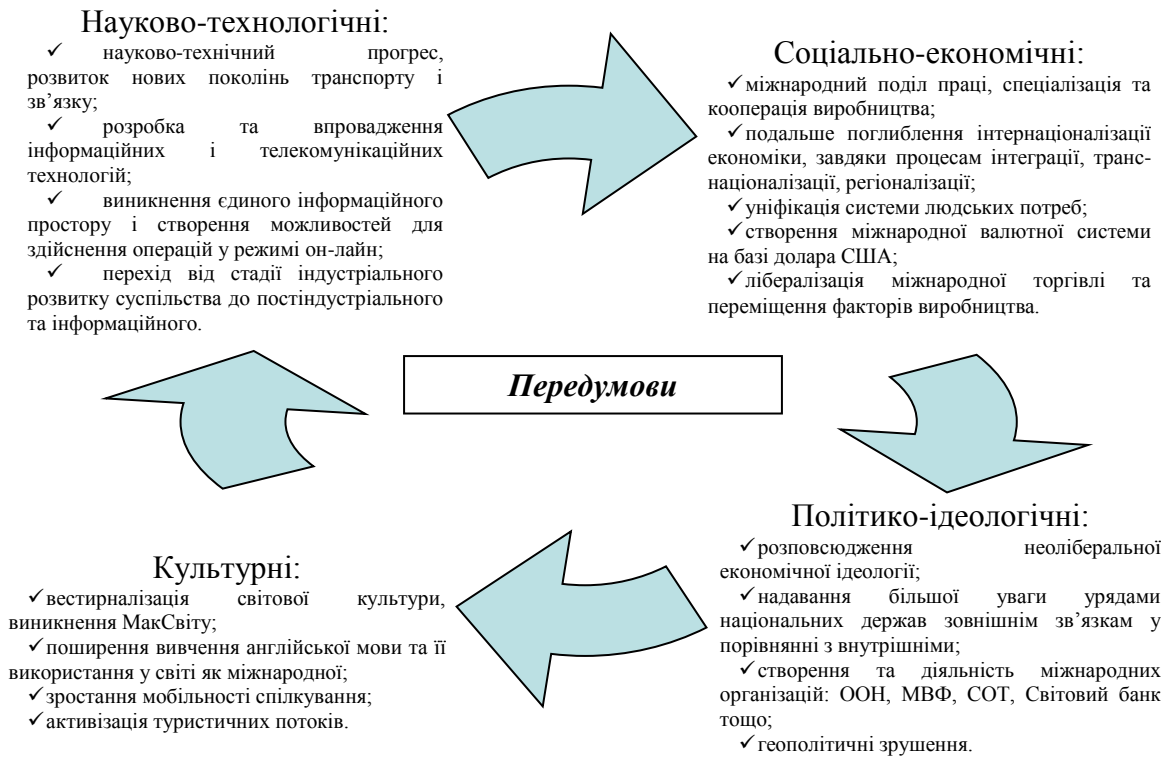 Науково-технологічні:
✓ науково-технічний прогрес,
розвиток нових поколінь транспорту і
зв’язку;
✓ розробка та впровадження
інформаційних і телекомунікаційних
технологій;
✓ виникнення єдиного інформаційного
простору і створення можливостей для
здійснення операцій у режимі он-лайн;
✓ перехід від стадії індустріального
розвитку суспільства до постіндустріального
та інформаційного.
Соціально-економічні:
✓міжнародний поділ праці, спеціалізація та
кооперація виробництва;
✓подальше поглиблення інтернаціоналізації
економіки, завдяки процесам інтеграції, транс-
націоналізації, регіоналізації;
✓уніфікація системи людських потреб;
✓створення міжнародної валютної системи
на базі долара США;
✓лібералізація міжнародної торгівлі та
переміщення факторів виробництва.
Передумови
Політико-ідеологічні:
✓розповсюдження неоліберальної
економічної ідеології;
✓надавання більшої уваги урядами
національних держав зовнішнім зв’язкам у
порівнянні з внутрішніми;
✓створення та діяльність міжнародних
організацій: ООН, МВФ, СОТ, Світовий банк
тощо;
✓геополітичні зрушення.
Культурні:
✓вестирналізація світової культури,
виникнення МакСвіту;
✓поширення вивчення англійської мови та її
використання у світі як міжнародної;
✓зростання мобільності спілкування;
✓активізація туристичних потоків.